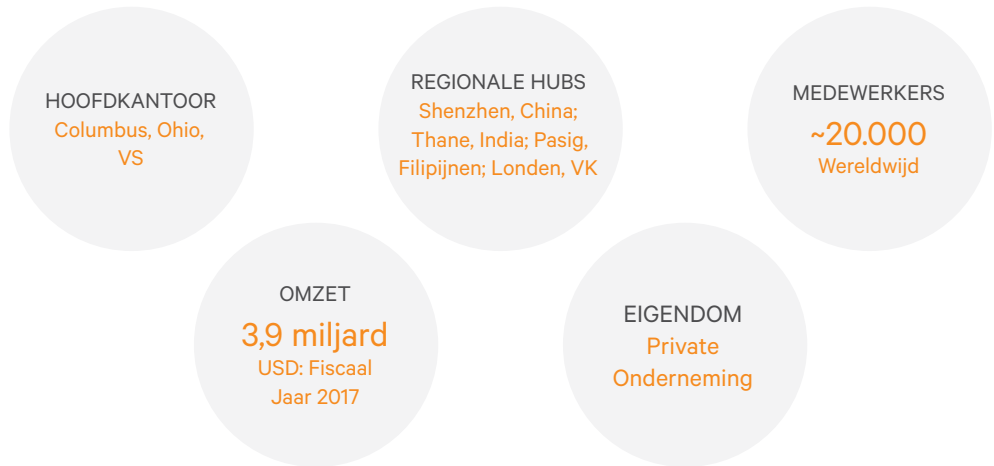 HOOFDKANTOOR
Columbus, Ohio,
VS
REGIONALE HUBS
Shenzhen, China;
Thane, India; Pasig,
Filipijnen; Londen, VK
MEDEWERKERS
~20.000
Wereldwijd
OMZET
3,9 miljard
USD: Fiscaal
Jaar 2017
EIGENDOM
Private
Onderneming